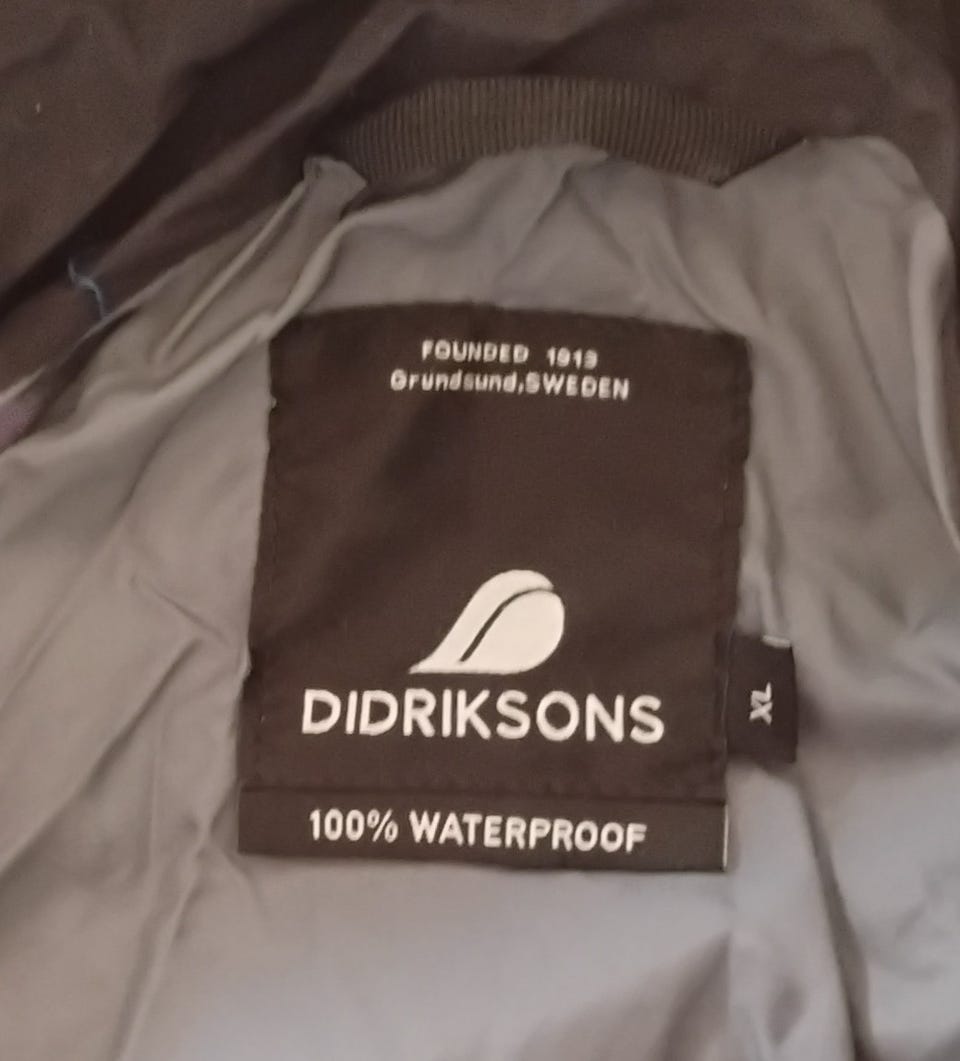 FOUNDED 1913
Grundsund,SWEDEN
DIDRIKSONS
XL
100% WATERPROOF